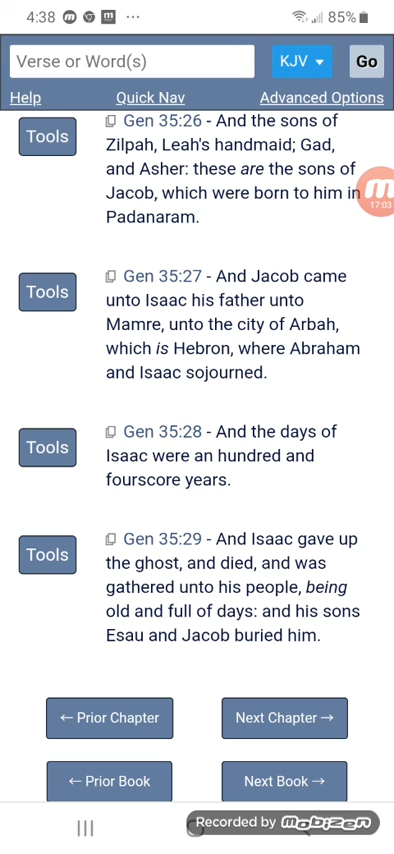 4:38 85%
Verse or Word(s) KJV Go
Help Quick Nav Advanced Options
Tools Gen 35:26 - And the sons of
Zilpah, Leah's handmaid; Gad,
and Asher: these are the sons of
Jacob, which were born to him in
Padanaram.
17:03
Tools Gen 35:27 - And Jacob came
unto Isaac his father unto
Mamre, unto the city of Arbah,
which is Hebron, where Abraham
and Isaac sojourned.
Tools Gen 35:28 - And the days of
Isaac were an hundred and
fourscore years.
Tools Gen 35:29 - And Isaac gave up
the ghost, and died, and was
gathered unto his people, being
old and full of days: and his sons
Esau and Jacob buried him.
← Prior Chapter Next Chapter →
← Prior Book Next Book →
Recorded by mobizen